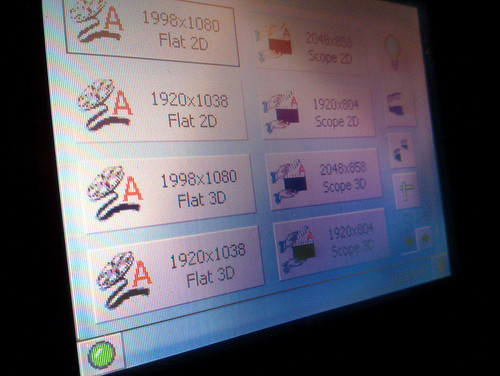 A 1998x1080
Flat 2D
A 2048x858
Scope 2D
A 1920x1038
Flat 2D
A 1920x804
Scope 2D
A 1998x1080
Flat 3D
A 2048x858
Scope 3D
A 1920x1038
Flat 3D
A 1920x804
Scope 3D